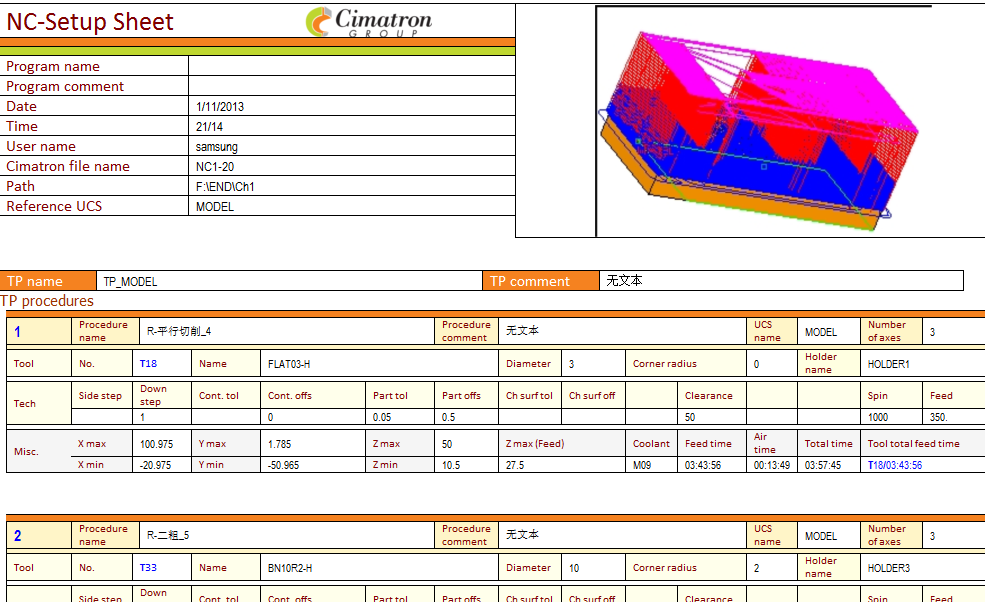 NC-Setup Sheet
Cimatron
GROUP
Program name
Program comment
Date 1/11/2013
Time 21/14
User name samsung
Cimatron file name NC1-20
Path F:\END\Ch1
Reference UCS MODEL
TP name TP_MODEL TP comment 无文本
TP procedures
1 Procedure name R-平行切削_4 Procedure comment 无文本 UCS name MODEL Number of axes 3
Tool No. T18 Name FLAT03-H Diameter 3 Corner radius 0 Holder name HOLDER1
Tech Side step Down step Cont. tol Cont. offs Part tol Part offs Ch surf tol Ch surf off Clearance Spin Feed
1 0 0.05 0.5 50 1000 350.
Misc. X max 100.975 Y max 1.785 Z max 50 Z max (Feed) Coolant Feed time Air time Total time Tool total feed time
X min -20.975 Y min -50.965 Z min 10.5 27.5 M09 03:43:56 00:13:49 03:57:45 T18/03:43:56
2 Procedure name R-二粗_5 Procedure comment 无文本 UCS name MODEL Number of axes 3
Tool No. T33 Name BN10R2-H Diameter 10 Corner radius 2 Holder name HOLDER3
Side step Down Cont. tol Cont. offs Part tol Part offs Ch surf tol Ch surf off Clearance Spin Feed